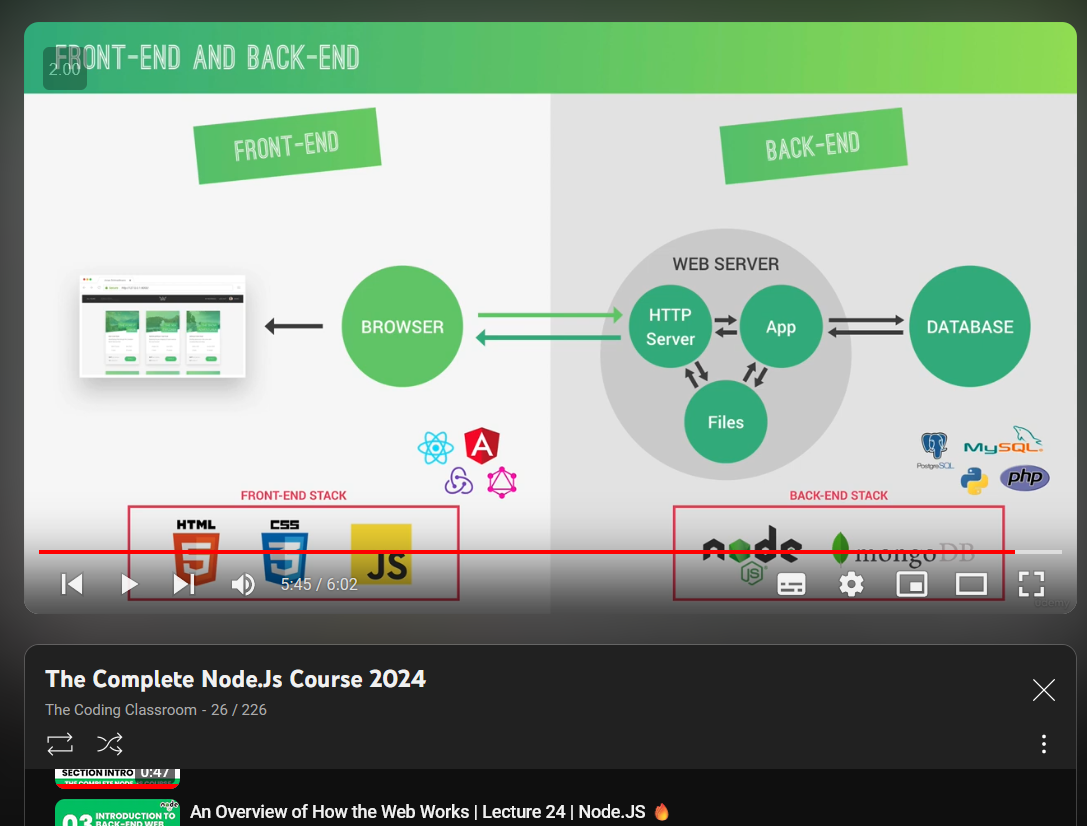 FRONT-END AND BACK-END
2.00
FRONT-END
BACK-END
WEB SERVER
BROWSER
HTTP
Server
App
DATABASE
Files
PostgreSQL
MySQL
php
FRONT-END STACK
BACK-END STACK
HTML
CSS
JS
node
JS
mongoDB
5:45 / 6:02
The Complete Node.Js Course 2024
The Coding Classroom - 26 / 226
SECTION INTRO 0:47
An Overview of How the Web Works | Lecture 24 | Node.JS 🔥
node
03 INTRODUCTION TO
BACK-END WEB